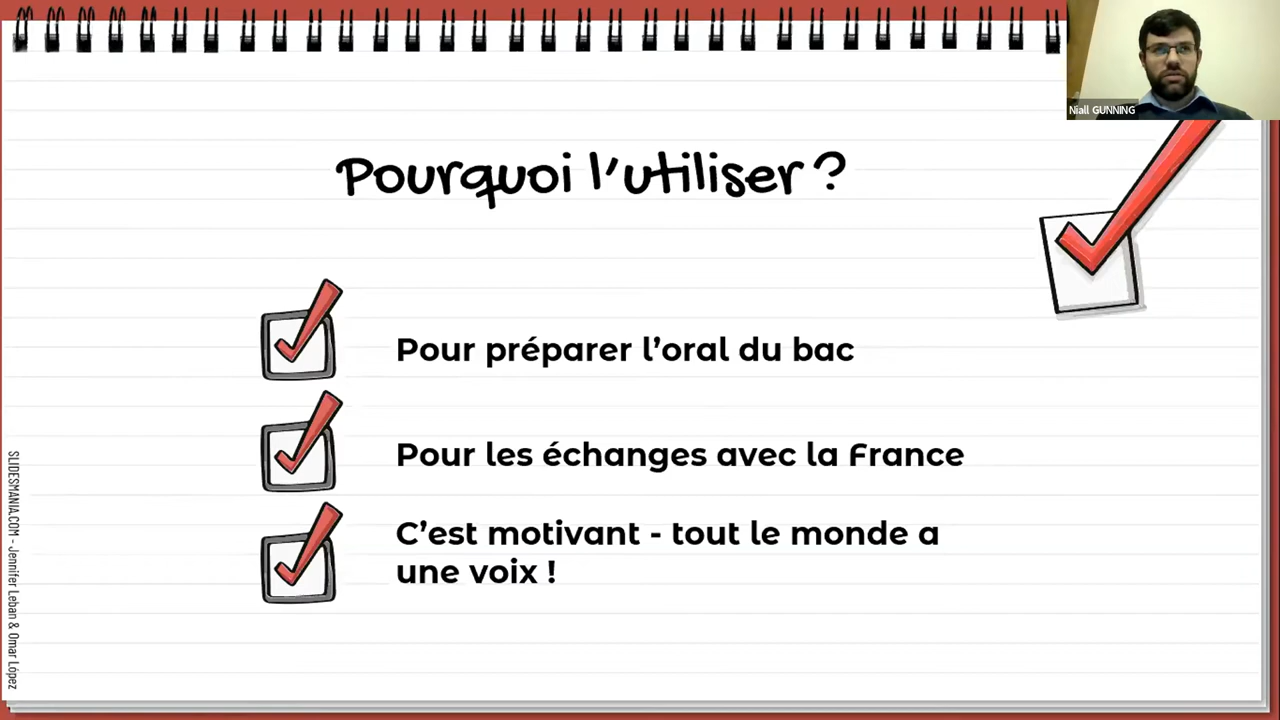 Niall GUNNING
Pourquoi l'utiliser ?
Pour préparer l'oral du bac
Pour les échanges avec la France
C'est motivant - tout le monde a
une voix !
SLIDESMANIA.COM - Jennifer Leban & Omar López